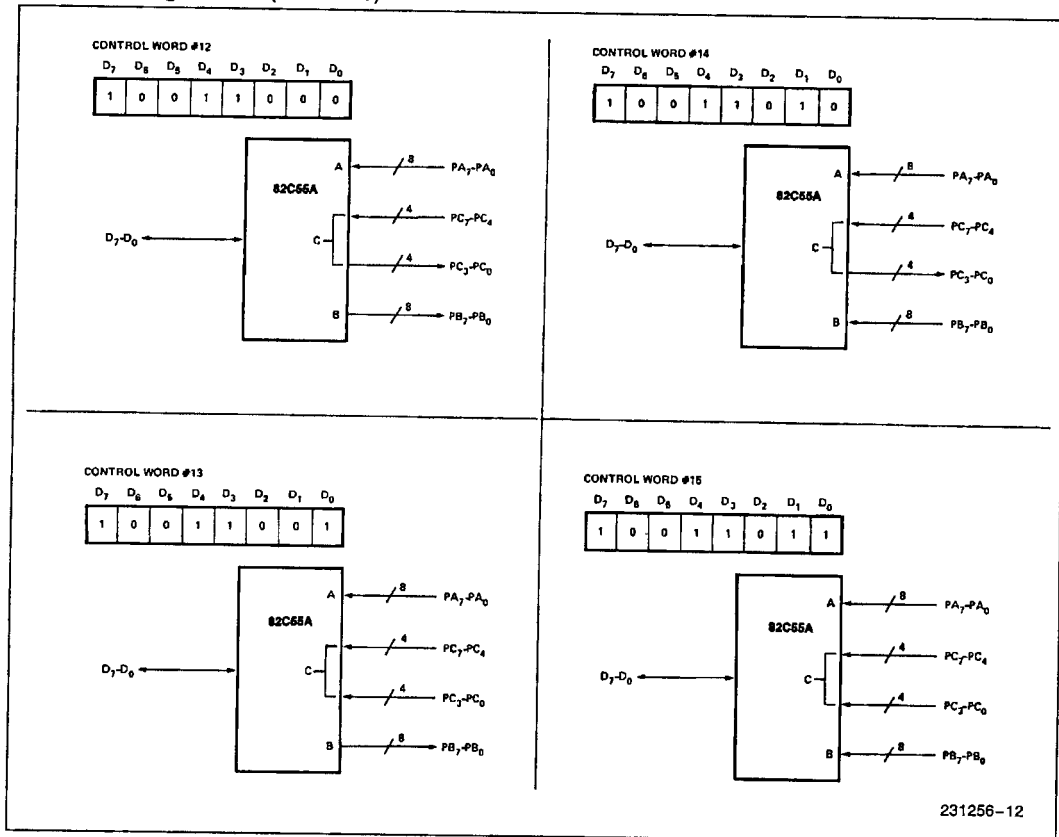 CONTROL WORD #12
D7 D6 D5 D4 D3 D2 D1 D0
1 0 0 1 1 0 0 0
82C55A
A
8
PA7-PA0
4
PC7-PC4
D7-D0
C
4
PC3-PC0
B
8
PB7-PB0
CONTROL WORD #14
D7 D6 D5 D4 D3 D2 D1 D0
1 0 0 1 1 0 1 0
82C55A
A
8
PA7-PA0
4
PC7-PC4
D7-D0
C
4
PC3-PC0
B
8
PB7-PB0
CONTROL WORD #13
D7 D6 D5 D4 D3 D2 D1 D0
1 0 0 1 1 0 0 1
82C55A
A
8
PA7-PA0
4
PC7-PC4
D7-D0
C
4
PC3-PC0
B
8
PB7-PB0
CONTROL WORD #15
D7 D6 D5 D4 D3 D2 D1 D0
1 0 0 1 1 0 1 1
82C55A
A
8
PA7-PA0
4
PC7-PC4
D7-D0
C
4
PC3-PC0
B
8
PB7-PB0
231256-12